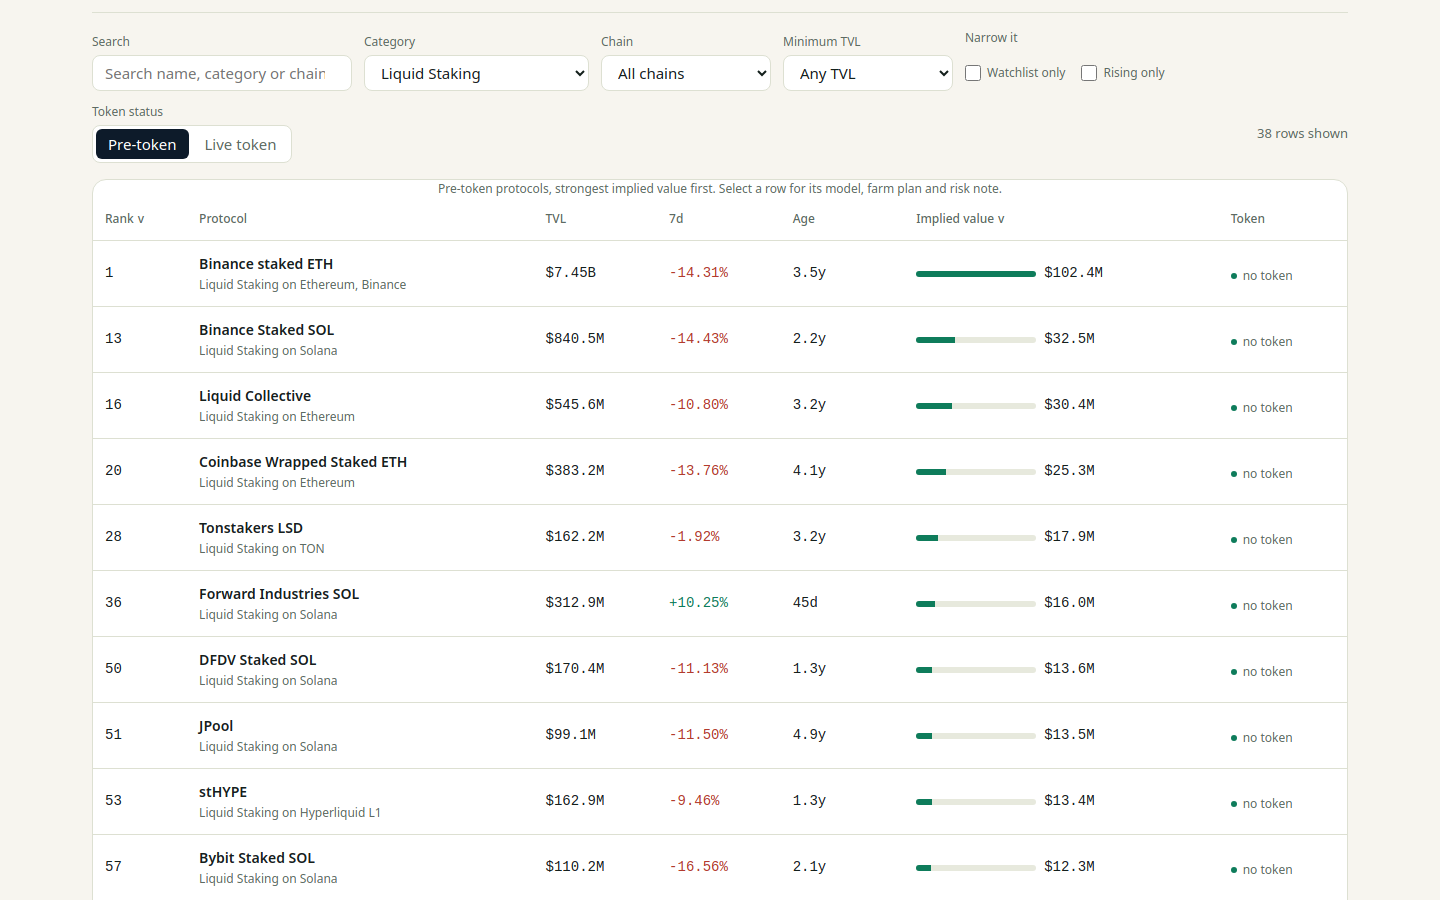 Search
Category
Chain
Minimum TVL
Narrow it
Search name, category or chain
Liquid Staking
All chains
Any TVL
Watchlist only
Rising only
Token status
Pre-token
Live token
38 rows shown
Pre-token protocols, strongest implied value first. Select a row for its model, farm plan and risk note.
Rank v Protocol TVL 7d Age Implied value v Token
1 Binance staked ETH $7.45B -14.31% 3.5y $102.4M no token
Liquid Staking on Ethereum, Binance
13 Binance Staked SOL $840.5M -14.43% 2.2y $32.5M no token
Liquid Staking on Solana
16 Liquid Collective $545.6M -10.80% 3.2y $30.4M no token
Liquid Staking on Ethereum
20 Coinbase Wrapped Staked ETH $383.2M -13.76% 4.1y $25.3M no token
Liquid Staking on Ethereum
28 Tonstakers LSD $162.2M -1.92% 3.2y $17.9M no token
Liquid Staking on TON
36 Forward Industries SOL $312.9M +10.25% 45d $16.0M no token
Liquid Staking on Solana
50 DFDV Staked SOL $170.4M -11.13% 1.3y $13.6M no token
Liquid Staking on Solana
51 JPool $99.1M -11.50% 4.9y $13.5M no token
Liquid Staking on Solana
53 stHYPE $162.9M -9.46% 1.3y $13.4M no token
Liquid Staking on Hyperliquid L1
57 Bybit Staked SOL $110.2M -16.56% 2.1y $12.3M no token
Liquid Staking on Solana